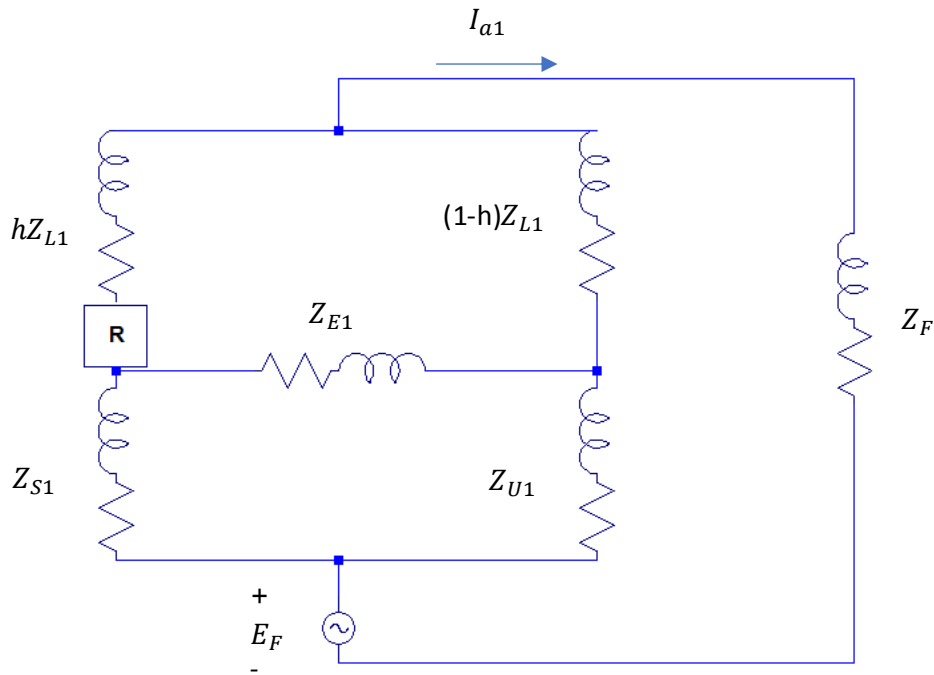 I_{a1}
hZ_{L1}
(1-h)Z_{L1}
R
Z_{E1}
Z_F
Z_{S1}
Z_{U1}
+
E_F
-